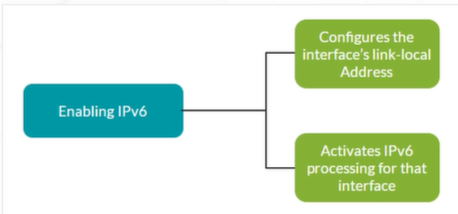 Configures the
interface's link-local
Address
Enabling IPv6
Activates IPv6
processing for that
interface